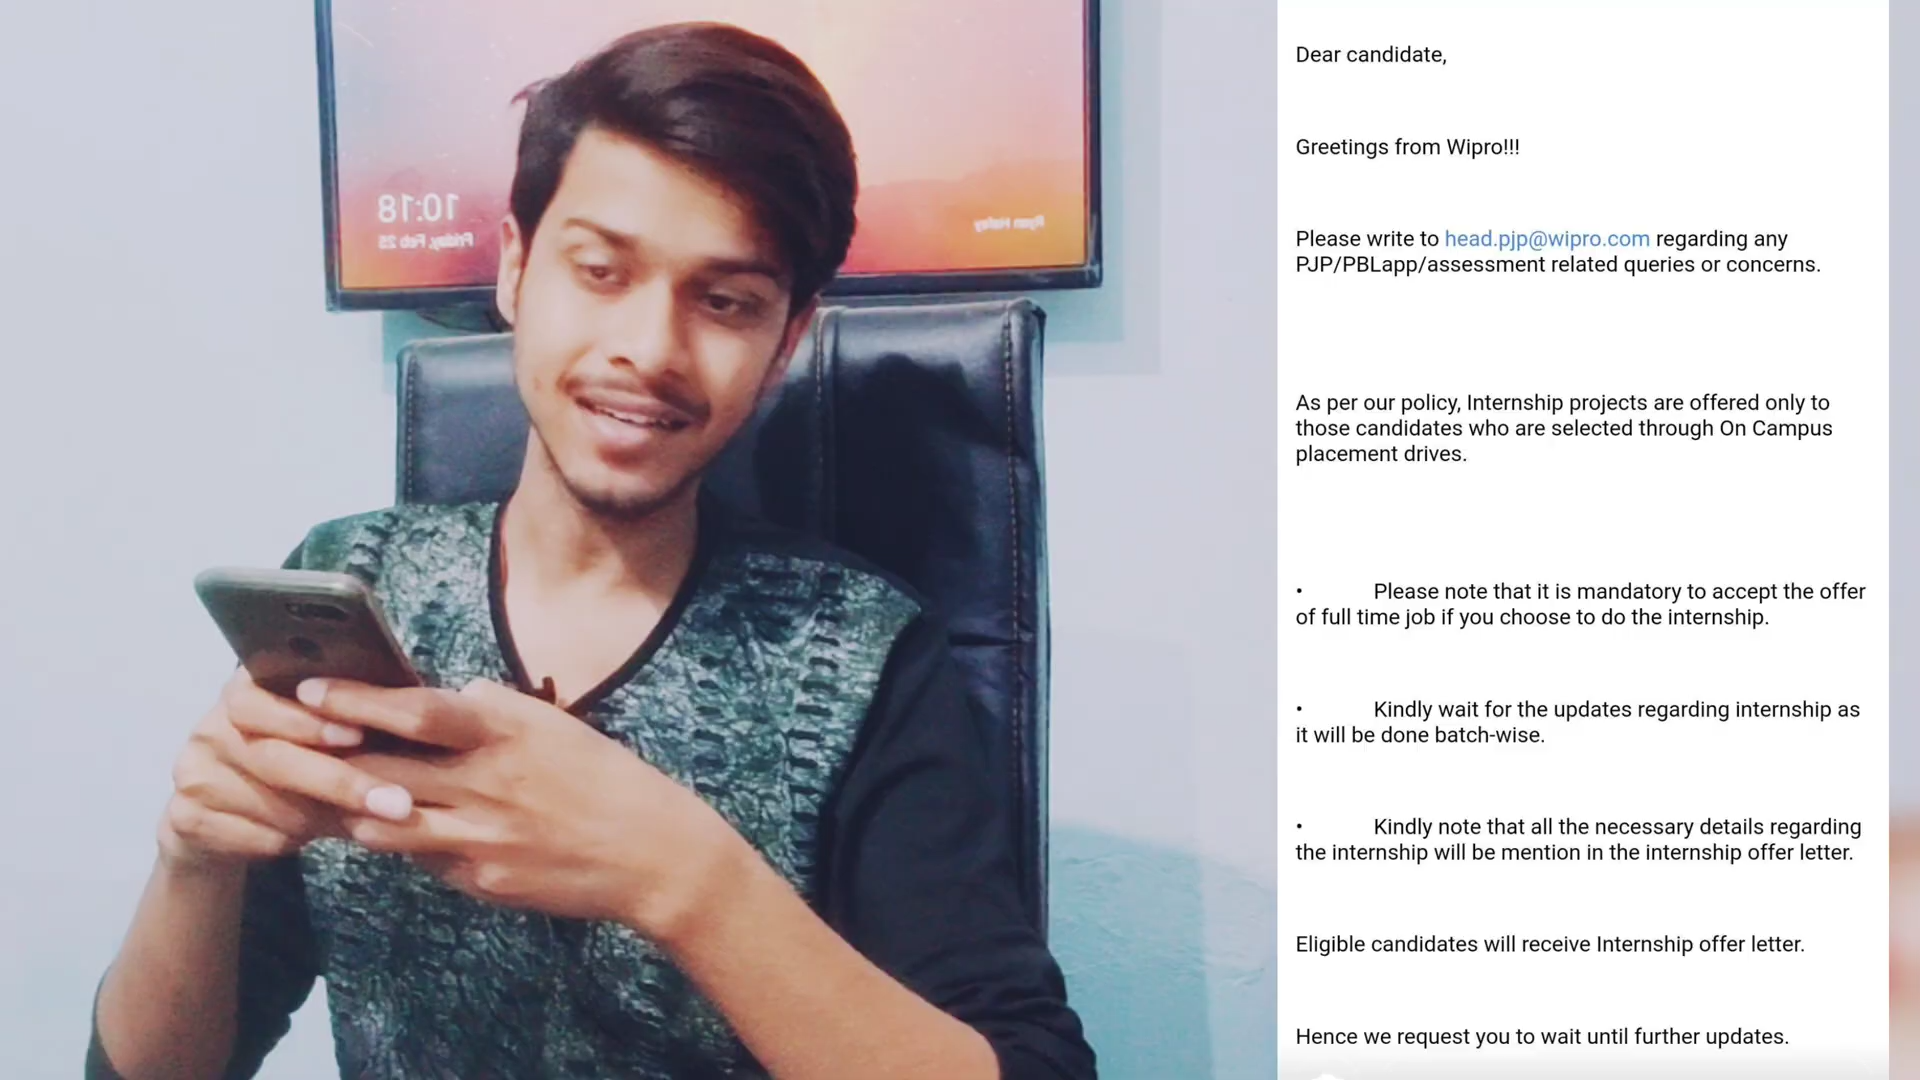 10:18
Friday, Feb 25
Dear candidate,
Greetings from Wipro!!!
Please write to head.pjp@wipro.com regarding any
PJP/PBLapp/assessment related queries or concerns.
As per our policy, Internship projects are offered only to
those candidates who are selected through On Campus
placement drives.
• Please note that it is mandatory to accept the offer
of full time job if you choose to do the internship.
• Kindly wait for the updates regarding internship as
it will be done batch-wise.
• Kindly note that all the necessary details regarding
the internship will be mention in the internship offer letter.
Eligible candidates will receive Internship offer letter.
Hence we request you to wait until further updates.